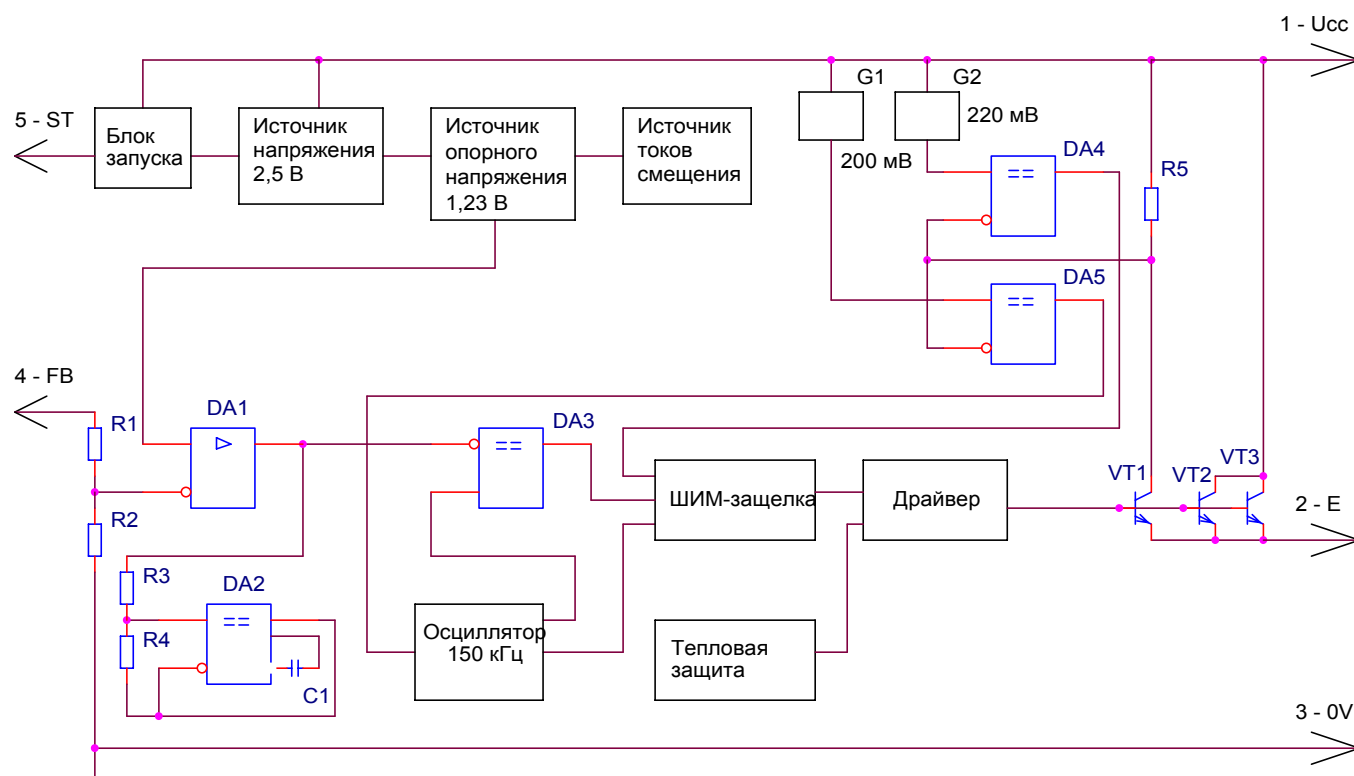 1 - Ucc
G1
G2
5 - ST
Блок
запуска
Источник
напряжения
2,5 В
Источник
опорного
напряжения
1,23 В
Источник
токов
смещения
220 мВ
200 мВ
DA4
R5
DA5
4 - FB
R1
DA1
DA3
R2
ШИМ-защелка
Драйвер
VT1
VT2
VT3
2 - E
R3
DA2
R4
C1
Осциллятор
150 кГц
Тепловая
защита
3 - 0V